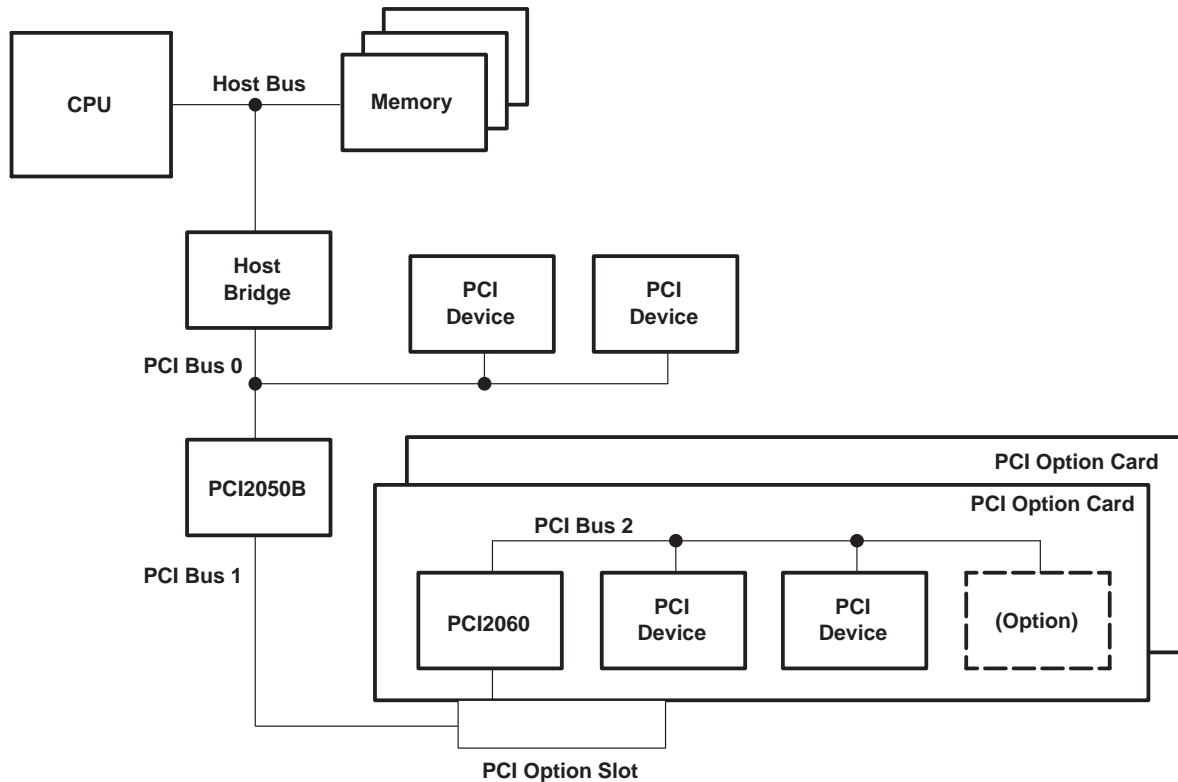 Host Bus
CPU
Memory
Host
Bridge
PCI
Device
PCI
Device
PCI Bus 0
PCI2050B
PCI Option Card
PCI Option Card
PCI Bus 2
PCI Bus 1
PCI2060
PCI
Device
PCI
Device
(Option)
PCI Option Slot